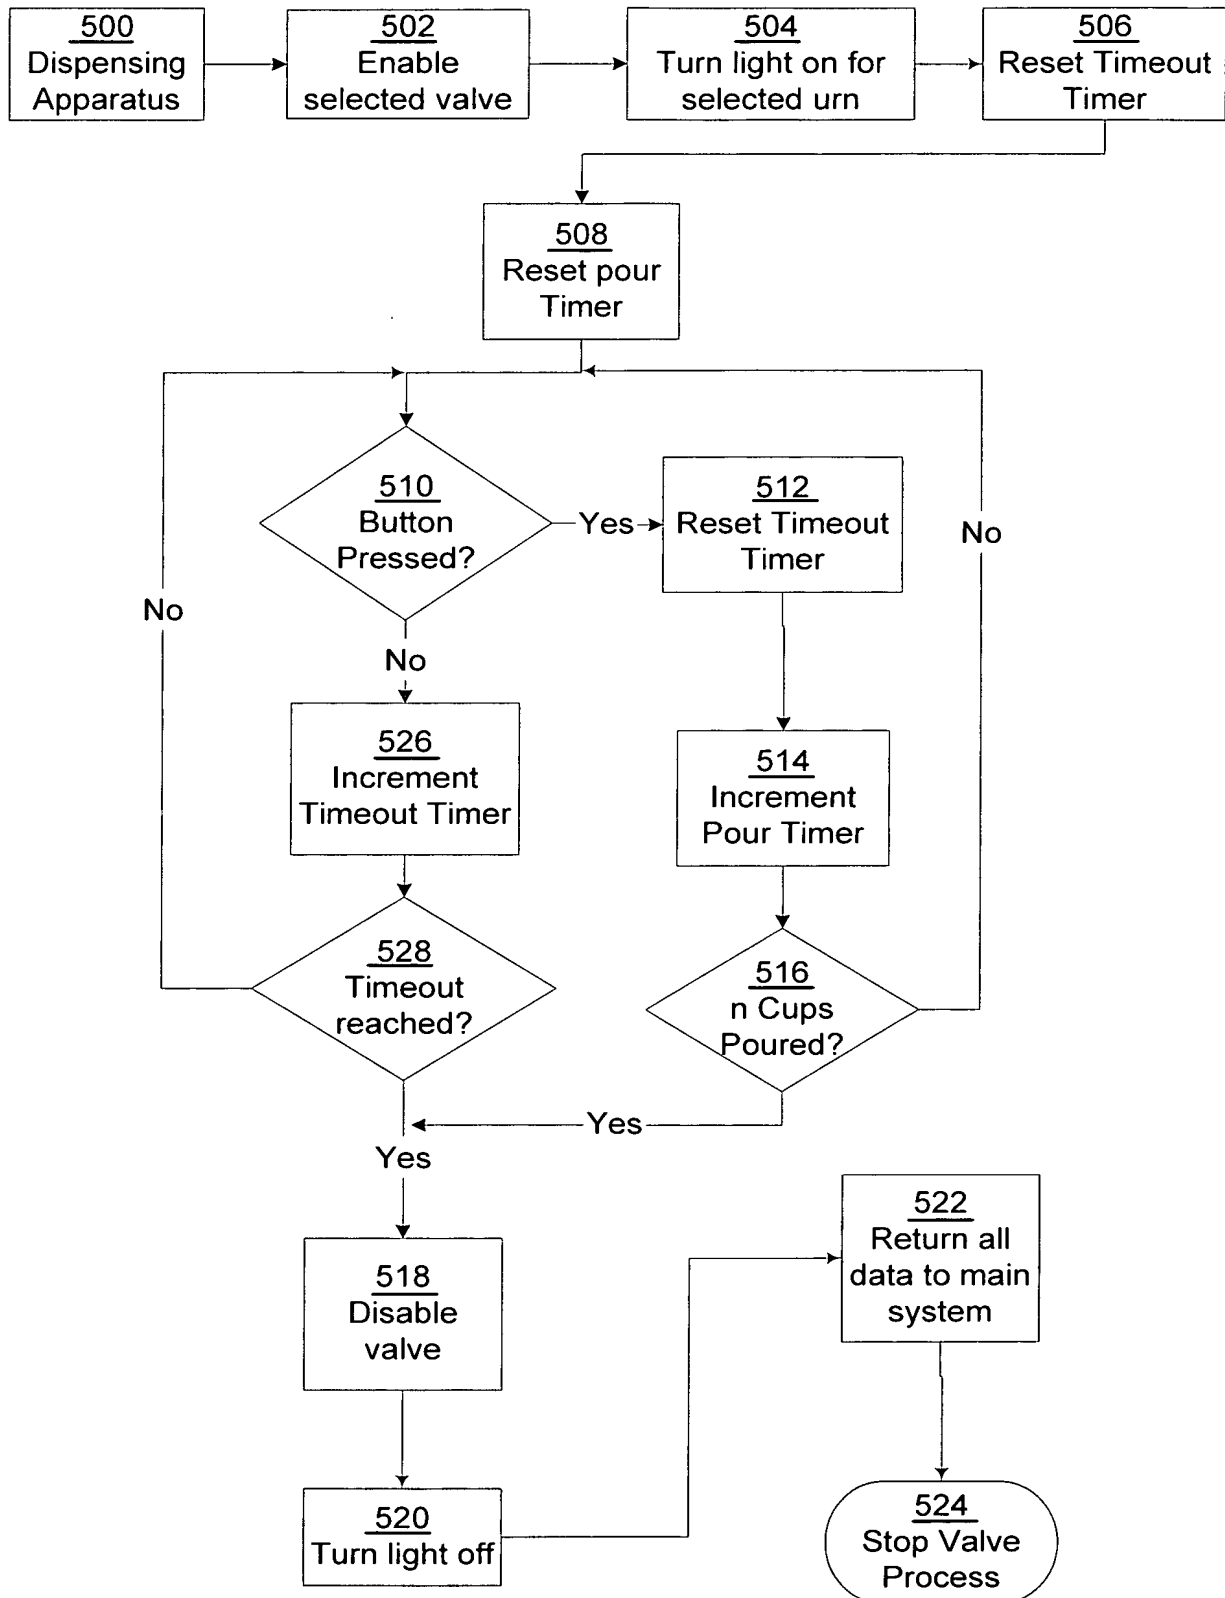 500
Dispensing
Apparatus
502
Enable
selected valve
504
Turn light on for
selected urn
506
Reset Timeout
Timer
508
Reset pour
Timer
510
Button
Pressed?
Yes
512
Reset Timeout
Timer
No
No
No
526
Increment
Timeout Timer
514
Increment
Pour Timer
528
Timeout
reached?
516
n Cups
Poured?
Yes
Yes
518
Disable
valve
522
Return all
data to main
system
520
Turn light off
524
Stop Valve
Process